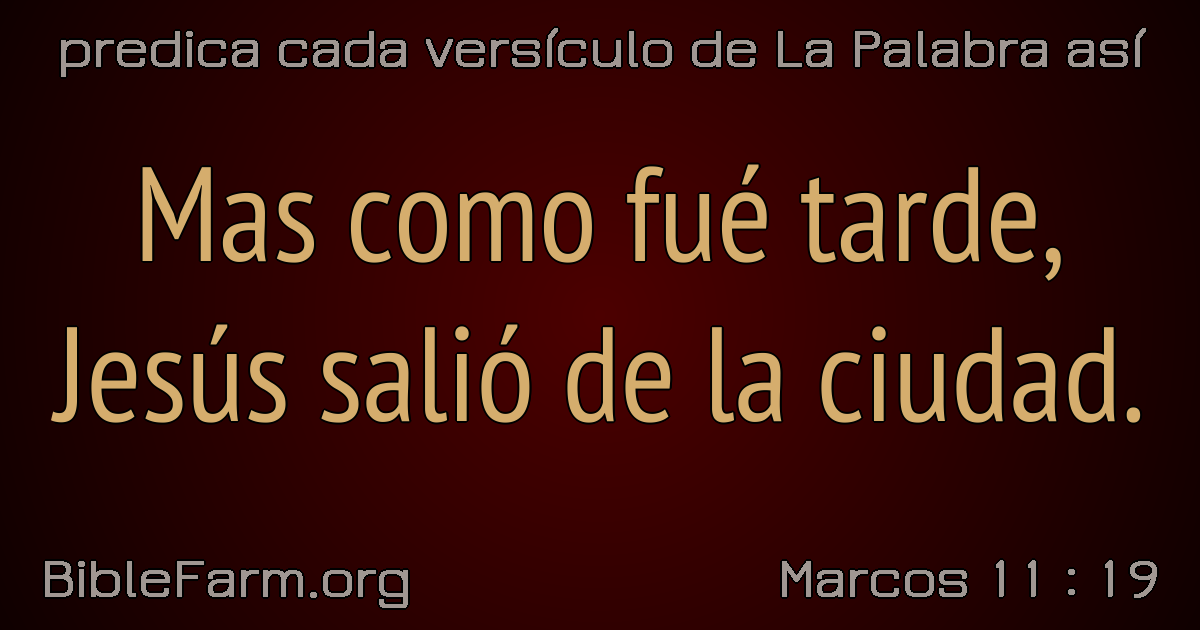 predica cada versículo de La Palabra así
Mas como fué tarde,
Jesús salió de la ciudad.
BibleFarm.org
Marcos 11 : 19